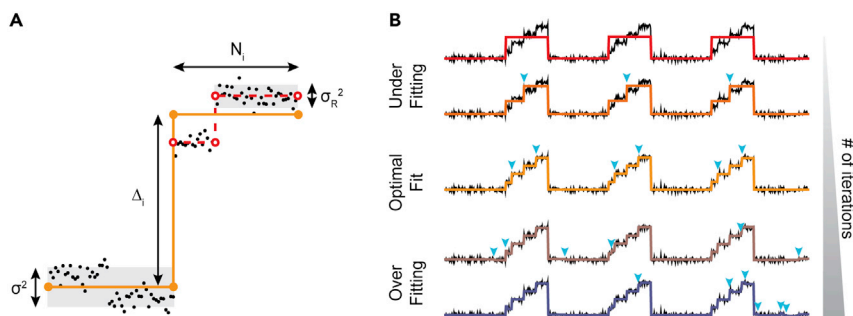 A
N_i
σ_R^2
Δ_i
σ^2
B
Under
Fitting
Optimal
Fit
Over
Fitting
# of iterations